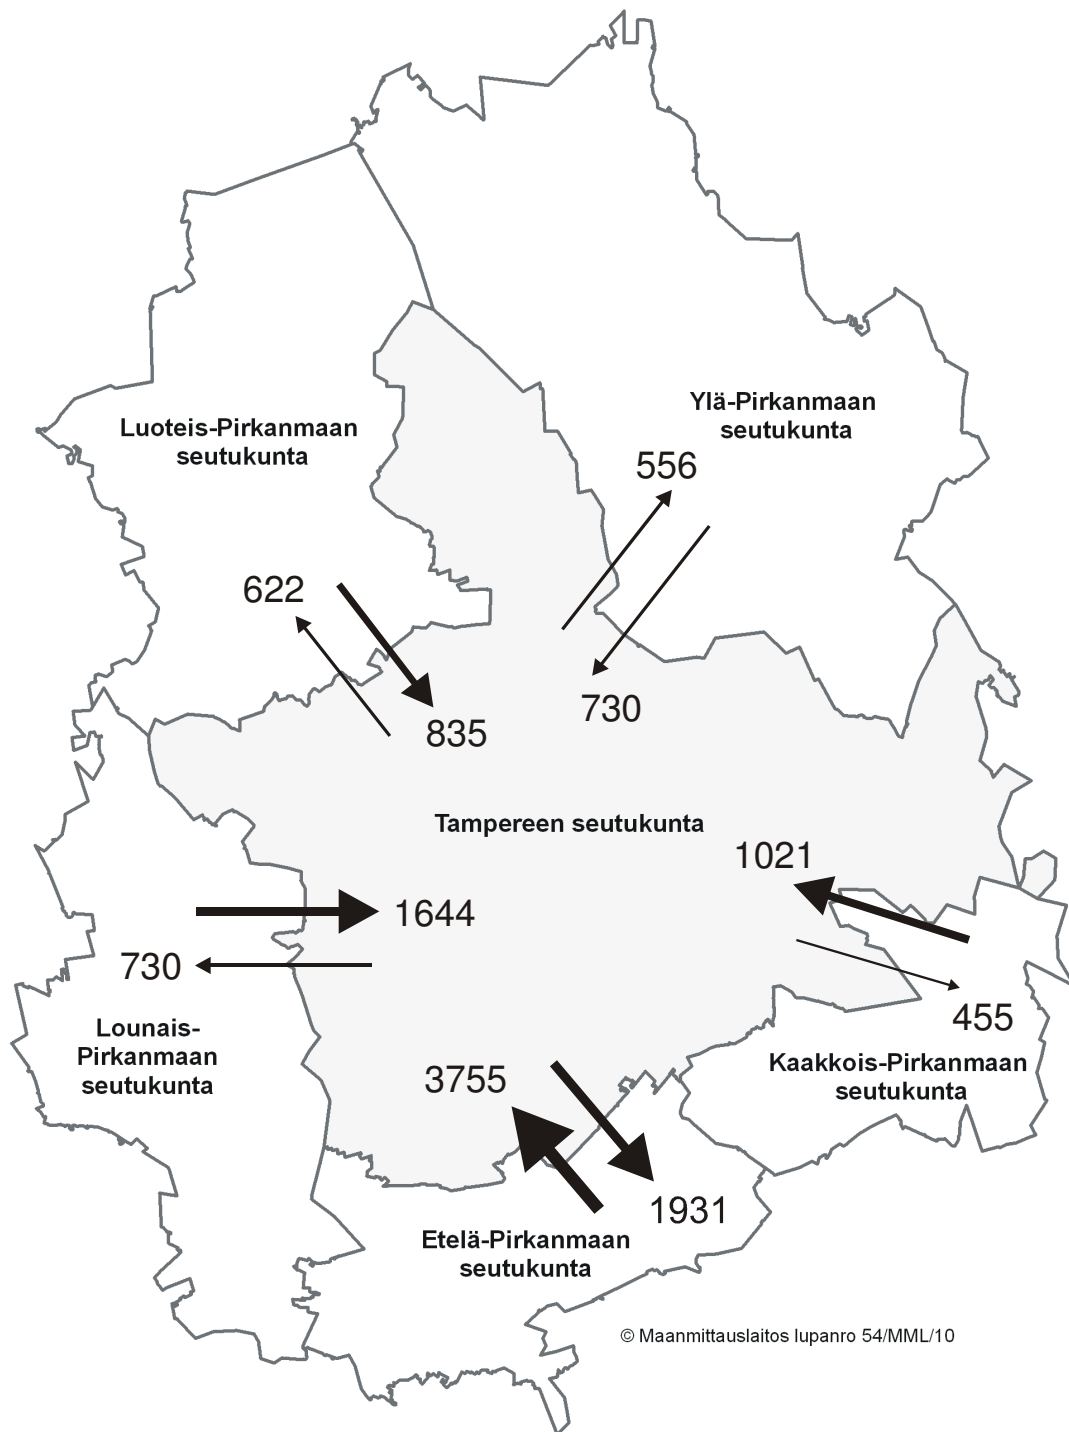 Luoteis-Pirkanmaan
seutukunta
Ylä-Pirkanmaan
seutukunta
556
622
730
835
Tampereen seutukunta
1021
1644
730
455
Lounais-
Pirkanmaan
seutukunta
Kaakkois-Pirkanmaan
seutukunta
3755
1931
Etelä-Pirkanmaan
seutukunta
© Maanmittauslaitos lupanro 54/MML/10